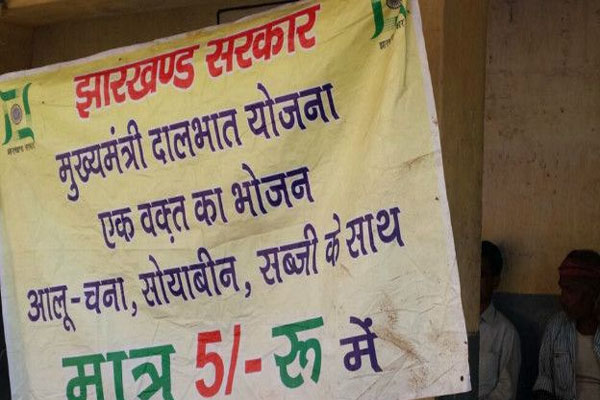 झारखण्ड सरकार
मुख्यमंत्री दालभात योजना
एक वक़्त का भोजन
आलू-चना, सोयाबीन, सब्जी के साथ
मात्र 5/- रू में